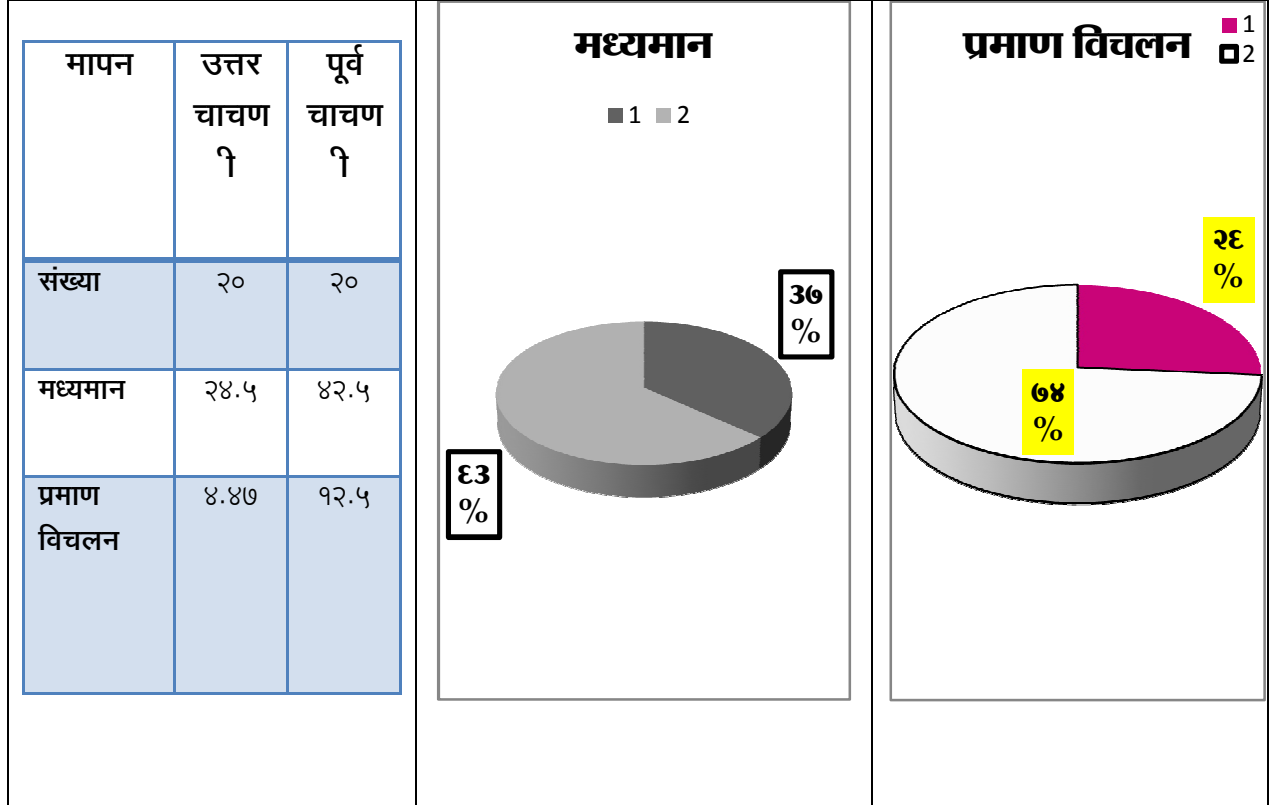 मापन उत्तर चाचणी पूर्व चाचणी
संख्या २० २०
मध्यमान २४.५ ४२.५
प्रमाण विचलन ४.४७ १२.५
मध्यमान
1 2
३७
%
६३
%
प्रमाण विचलन
1
2
२६
%
७४
%